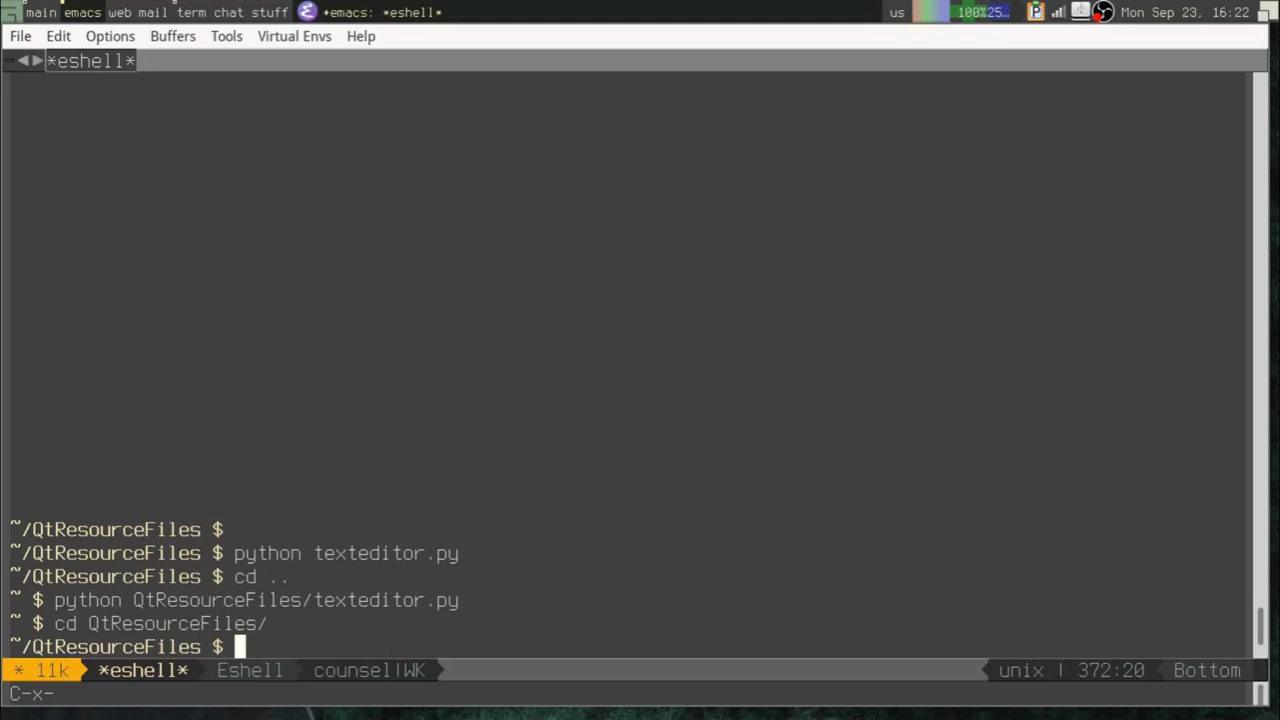 main emacs web mail term chat stuff +emacs: *eshell* us 100% Mon Sep 23, 16:22
File Edit Options Buffers Tools Virtual Envs Help
*eshell*
~/QtResourceFiles $
~/QtResourceFiles $ python texteditor.py
~/QtResourceFiles $ cd ..
~ $ python QtResourceFiles/texteditor.py
~ $ cd QtResourceFiles/
~/QtResourceFiles $
* 11k *eshell* Eshell counsel|WK unix | 372:20 Bottom
C-x-